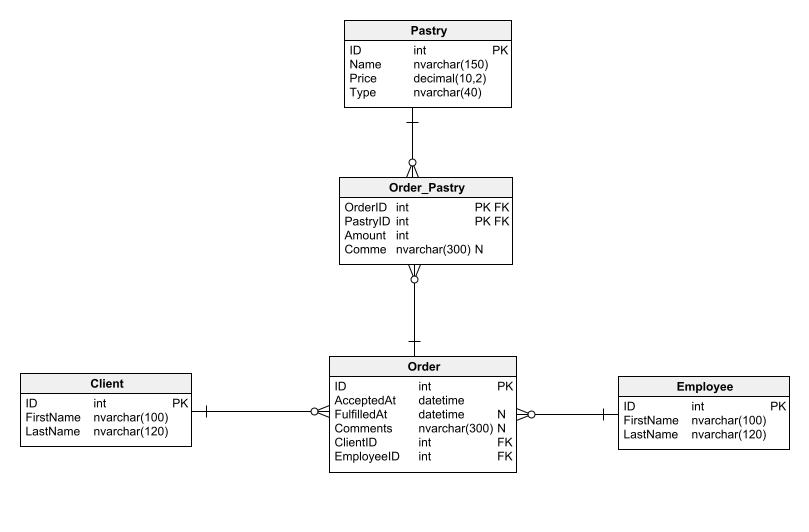 Pastry
ID int PK
Name nvarchar(150)
Price decimal(10,2)
Type nvarchar(40)
Order_Pastry
OrderID int PK FK
PastryID int PK FK
Amount int
Comme nvarchar(300) N
Order
ID int PK
AcceptedAt datetime
FulfilledAt datetime N
Comments nvarchar(300) N
ClientID int FK
EmployeeID int FK
Client
ID int PK
FirstName nvarchar(100)
LastName nvarchar(120)
Employee
ID int PK
FirstName nvarchar(100)
LastName nvarchar(120)